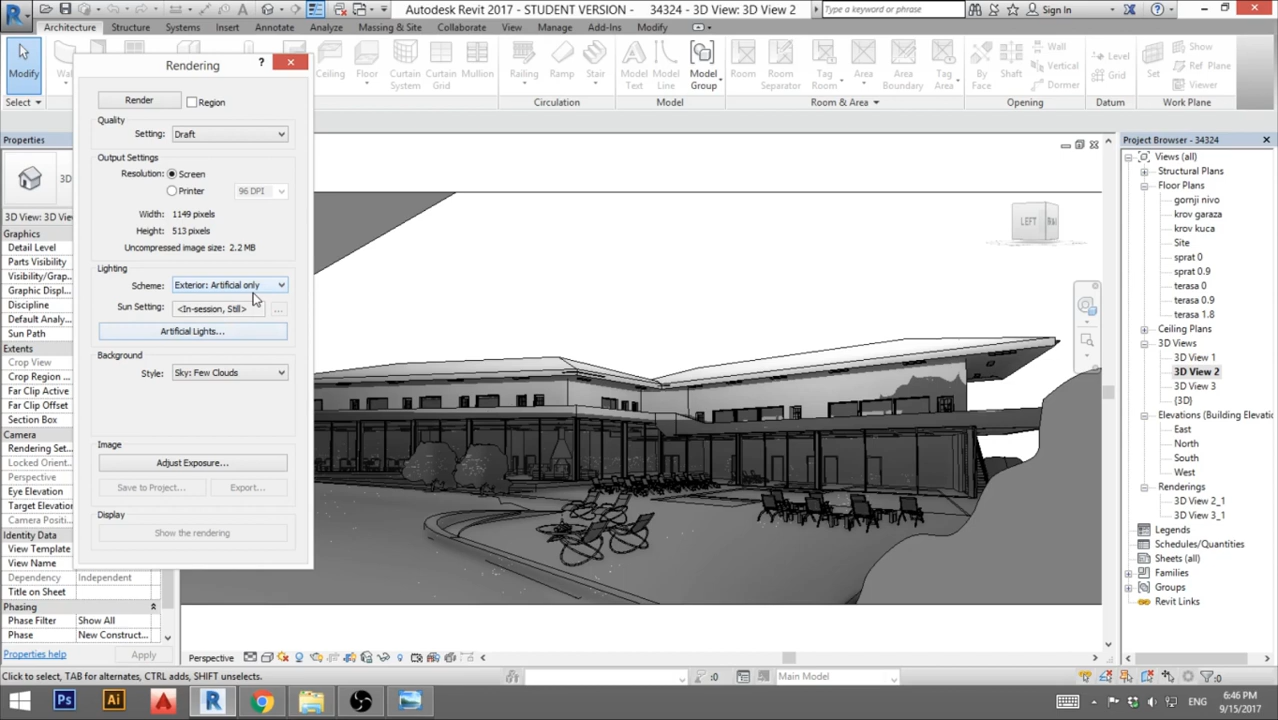 Autodesk Revit 2017 - STUDENT VERSION - 34324 - 3D View: 3D View 2
Type a keyword or phrase
Sign In
Architecture Structure Systems Insert Annotate Analyze Massing & Site Collaborate View Manage Add-Ins Modify
Modify
Ceiling
Floor
Curtain System
Curtain Grid
Mullion
Railing
Ramp
Stair
Model Text
Model Line
Model Group
Room
Room Separator
Tag Room
Area
Area Boundary
Tag Area
By Face
Shaft
Wall
Vertical
Dormer
Level
Grid
Set
Show
Ref Plane
Viewer
Select
Circulation
Model
Room & Area
Opening
Datum
Work Plane
Rendering
?
Render
Region
Quality
Setting: Draft
Output Settings
Resolution: Screen
Printer 96 DPI
Width: 1149 pixels
Height: 513 pixels
Uncompressed image size: 2.2 MB
Lighting
Scheme: Exterior: Artificial only
Sun Setting: <In-session, Still> ...
Artificial Lights...
Background
Style: Sky: Few Clouds
Image
Adjust Exposure...
Save to Project... Export...
Display
Show the rendering
Properties
3D
3D View: 3D View
Graphics
Detail Level
Parts Visibility
Visibility/Grap...
Graphic Displ...
Discipline
Default Analy...
Sun Path
Extents
Crop View
Crop Region ...
Far Clip Active
Far Clip Offset
Section Box
Camera
Rendering Set...
Locked Orient...
Perspective
Eye Elevation
Target Elevation
Camera Positi...
Identity Data
View Template
View Name
Dependency Independent
Title on Sheet
Phasing
Phase Filter Show All
Phase New Construct...
Properties help
Apply
LEFT
Project Browser - 34324
Views (all)
Structural Plans
Floor Plans
gornji nivo
krov garaza
krov kuca
Site
sprat 0
sprat 0.9
terasa 0
terasa 0.9
terasa 1.8
Ceiling Plans
3D Views
3D View 1
3D View 2
3D View 3
{3D}
Elevations (Building Elevatio
East
North
South
West
Renderings
3D View 2_1
3D View 3_1
Legends
Schedules/Quantities
Sheets (all)
Families
Groups
Revit Links
Perspective
Click to select, TAB for alternates, CTRL adds, SHIFT unselects.
:0
Main Model
:0
Ps
Ai
R
ENG
6:46 PM
9/15/2017